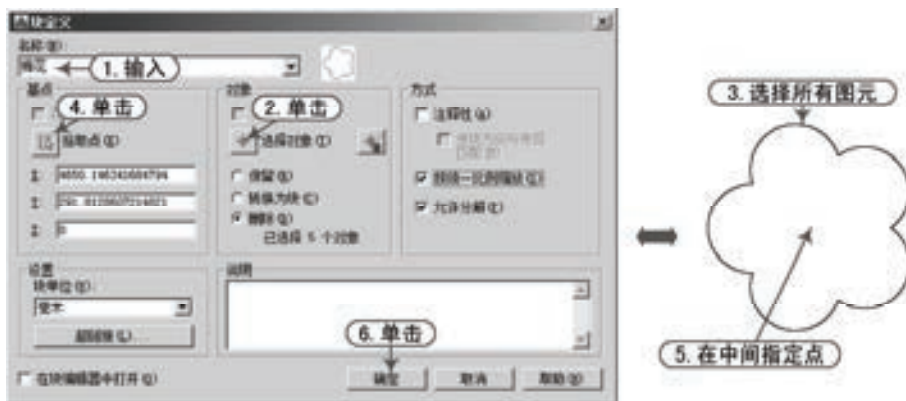 块定义
名称(N):
梅花
1. 输入
基点
4. 单击
拾取点(K)
X:
Y:
Z: 0
对象
2. 单击
选择对象(T)
保留(R)
转换为块(C)
删除(D)
已选择 5 个对象
方式
注释性(A)
按统一比例缩放(S)
允许分解(P)
设置
块单位(U):
毫米
超链接(L)...
说明
6. 单击
在块编辑器中打开(O)
确定
取消
帮助(H)
3. 选择所有图元
5. 在中间指定点